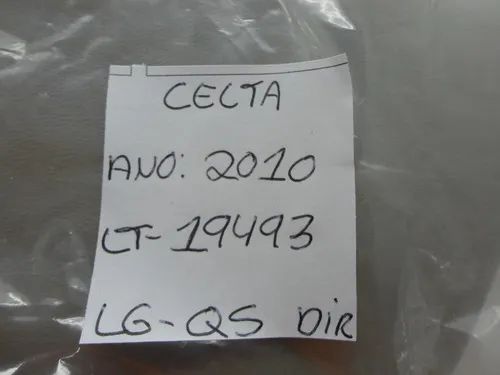 CELTA
ANO: 2010
LT-19493
LG-QS DIR